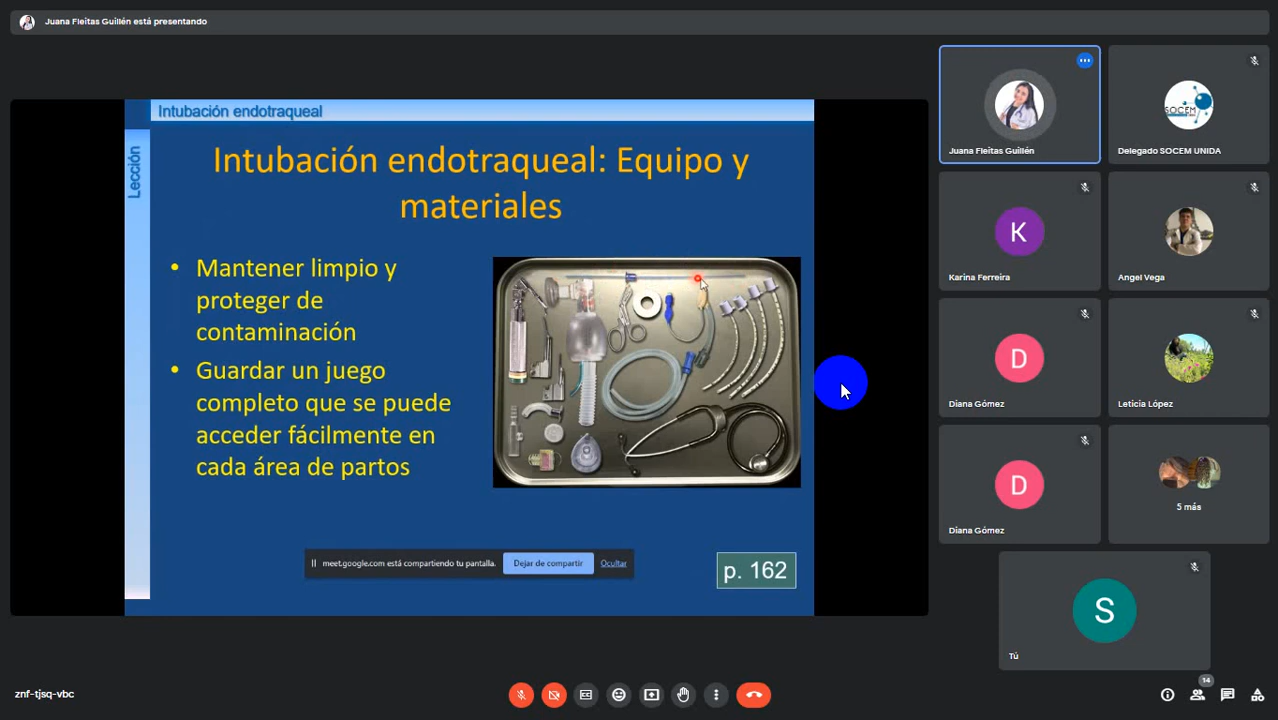 Juana Fleitas Guillén está presentando
Intubación endotraqueal
Lección
Intubación endotraqueal: Equipo y
materiales
• Mantener limpio y
proteger de
contaminación
• Guardar un juego
completo que se puede
acceder fácilmente en
cada área de partos
meet.google.com está compartiendo tu pantalla.
Dejar de compartir
Ocultar
p. 162
Juana Fleitas Guillén
SOCEM
Delegado SOCEM UNIDA
K
Karina Ferreira
Angel Vega
D
Diana Gómez
Leticia López
D
Diana Gómez
5 más
S
Tú
znf-tjsq-vbc
14